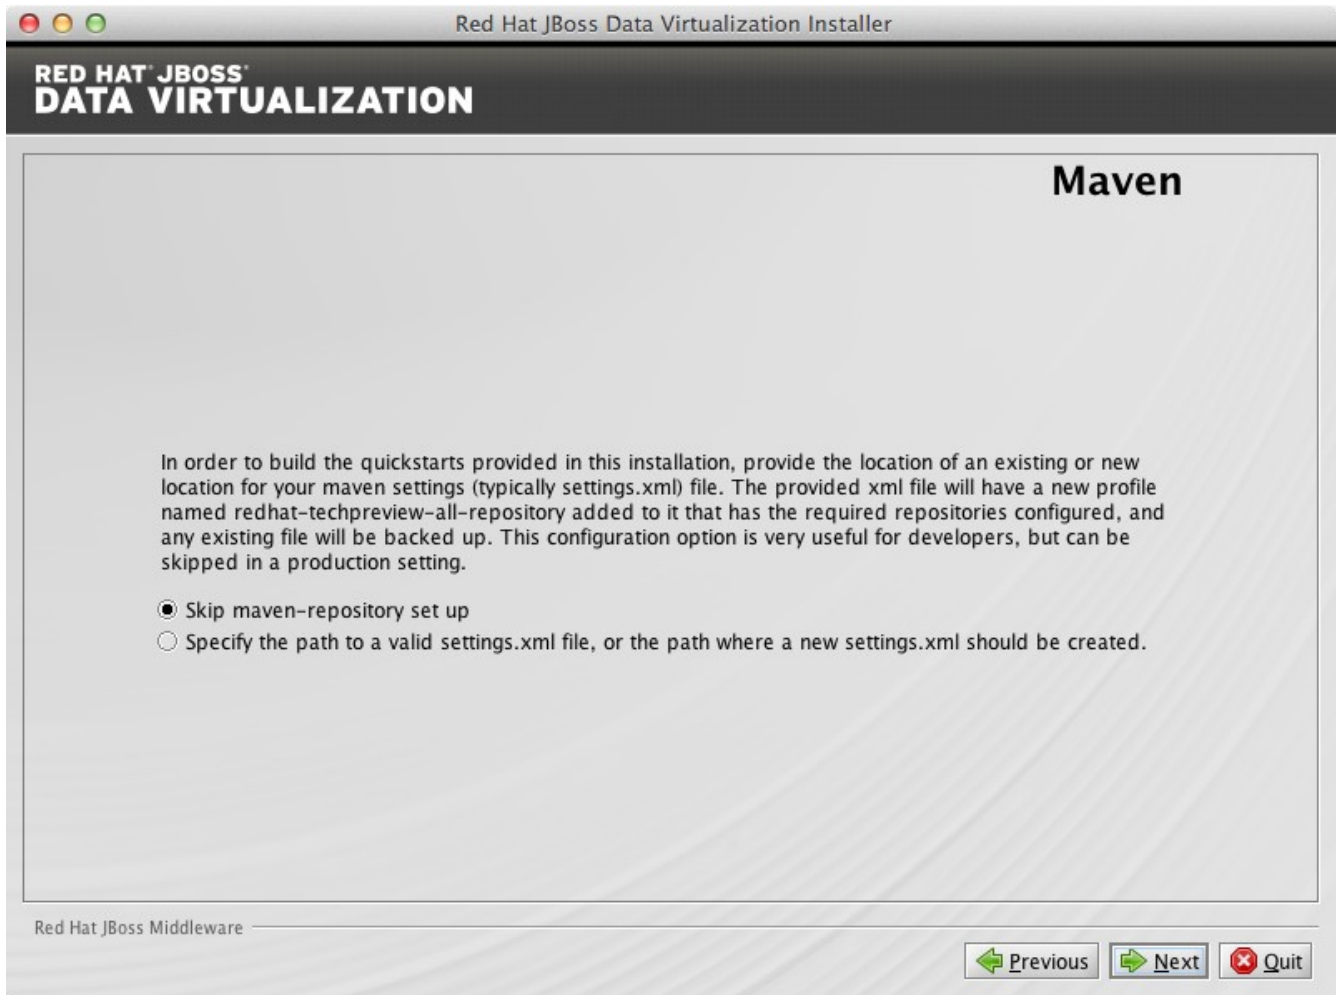 Red Hat JBoss Data Virtualization Installer
RED HAT® JBOSS®
DATA VIRTUALIZATION
Maven
In order to build the quickstarts provided in this installation, provide the location of an existing or new
location for your maven settings (typically settings.xml) file. The provided xml file will have a new profile
named redhat-techpreview-all-repository added to it that has the required repositories configured, and
any existing file will be backed up. This configuration option is very useful for developers, but can be
skipped in a production setting.
Skip maven-repository set up
Specify the path to a valid settings.xml file, or the path where a new settings.xml should be created.
Red Hat JBoss Middleware
Previous Next Quit